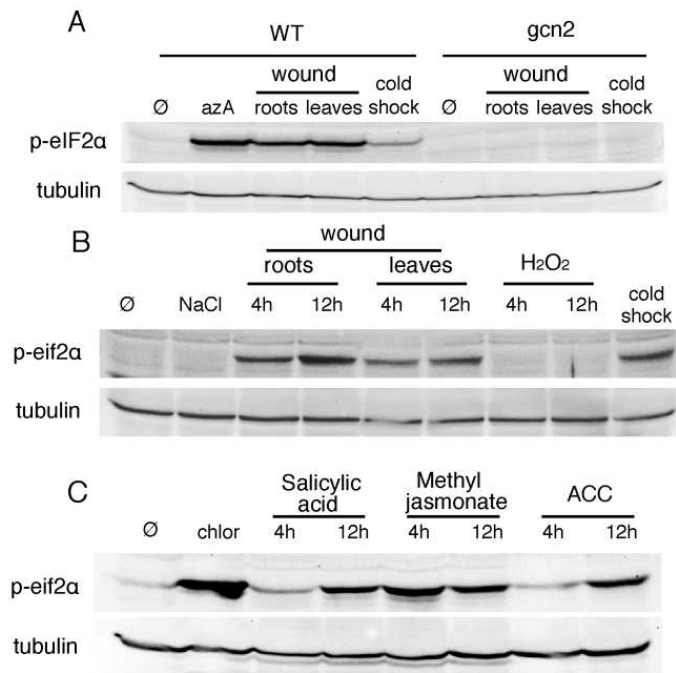 A
WT gcn2
wound wound
Ø azA roots leaves cold shock Ø roots leaves cold shock
p-eIF2α
tubulin
B
wound
roots leaves H₂O₂
Ø NaCl 4h 12h 4h 12h 4h 12h cold shock
p-eif2α
tubulin
C
Salicylic acid Methyl jasmonate ACC
Ø chlor 4h 12h 4h 12h 4h 12h
p-eif2α
tubulin